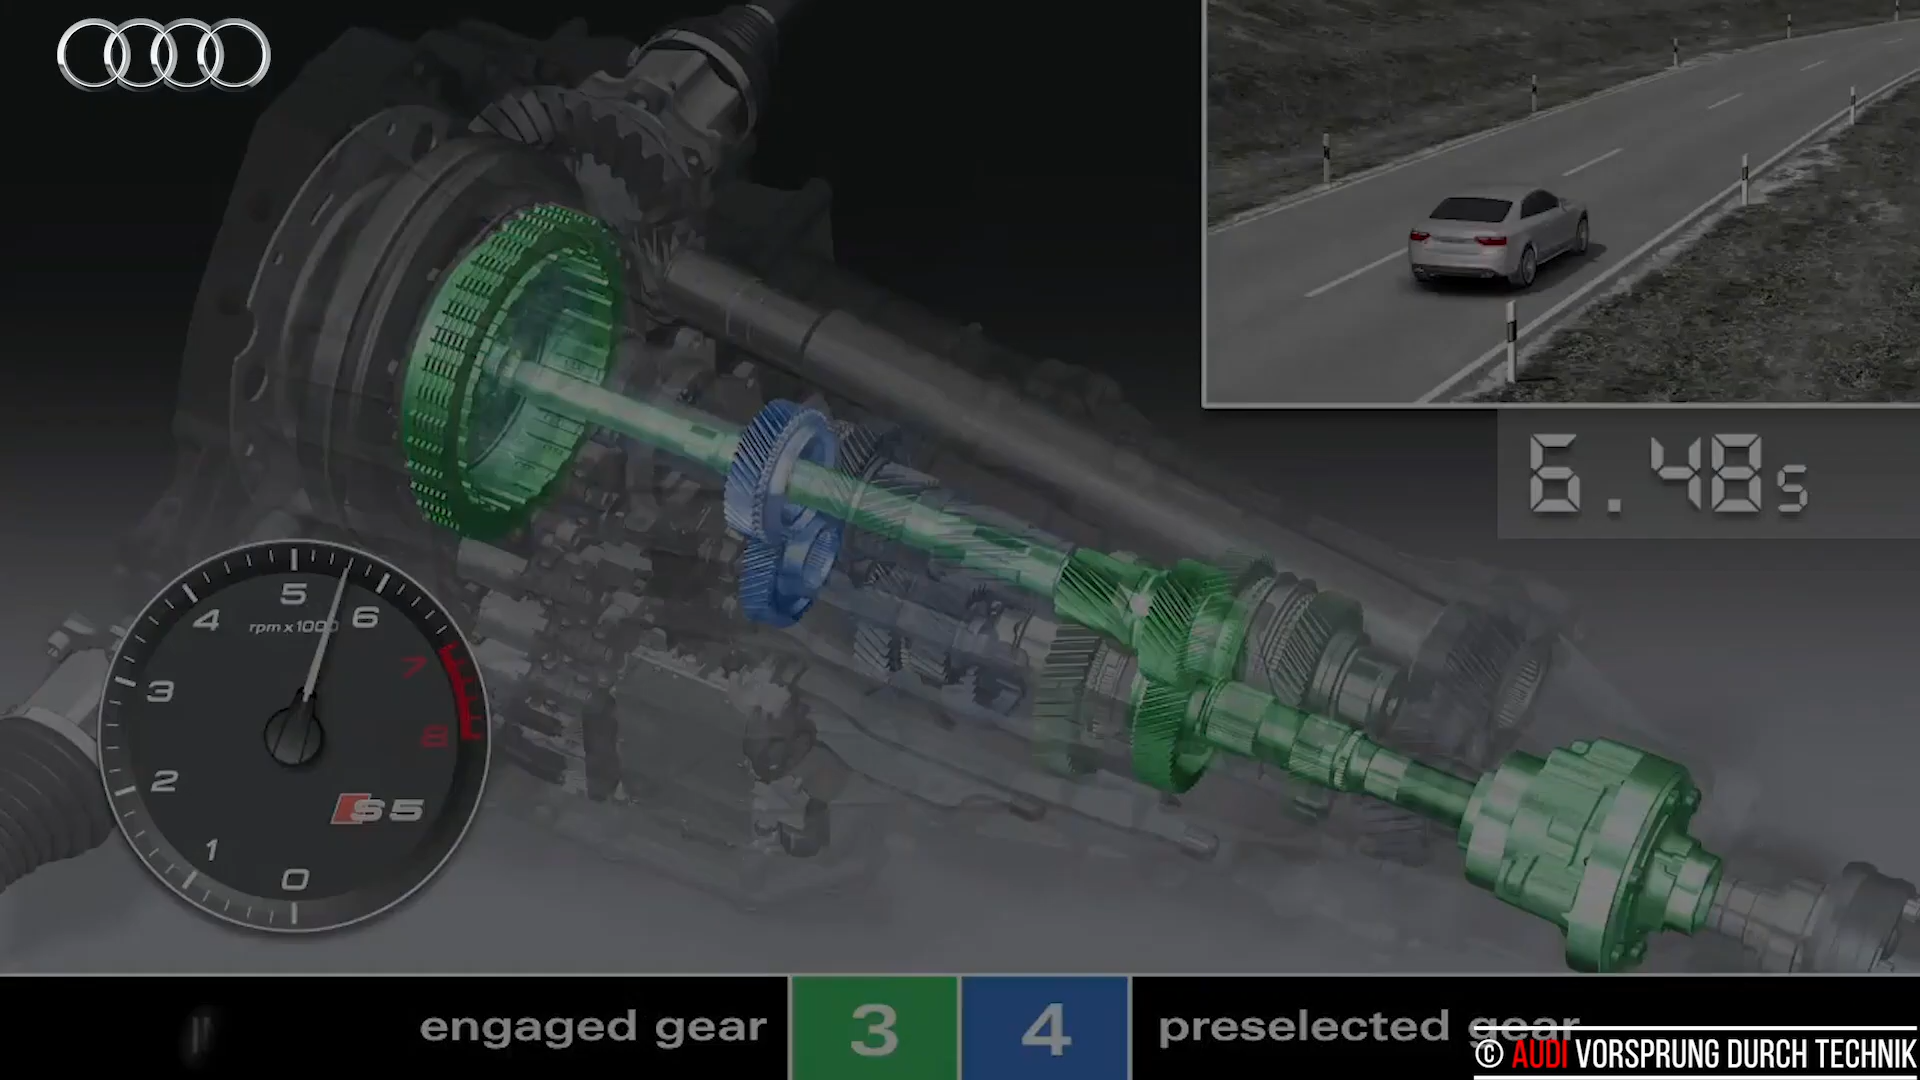 6.48s
5
4
rpm x 1000
6
7
3
8
2
S5
1
0
engaged gear
3
4
preselected gear
© AUDI VORSPRUNG DURCH TECHNIK